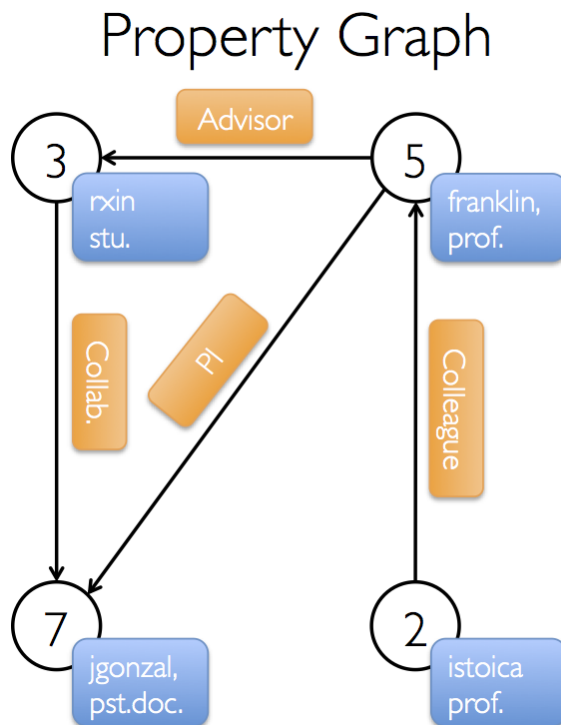 Property Graph
Advisor
3
5
rxin
stu.
franklin,
prof.
Collab.
PI
Colleague
7
2
jgonzal,
pst.doc.
istoica
prof.